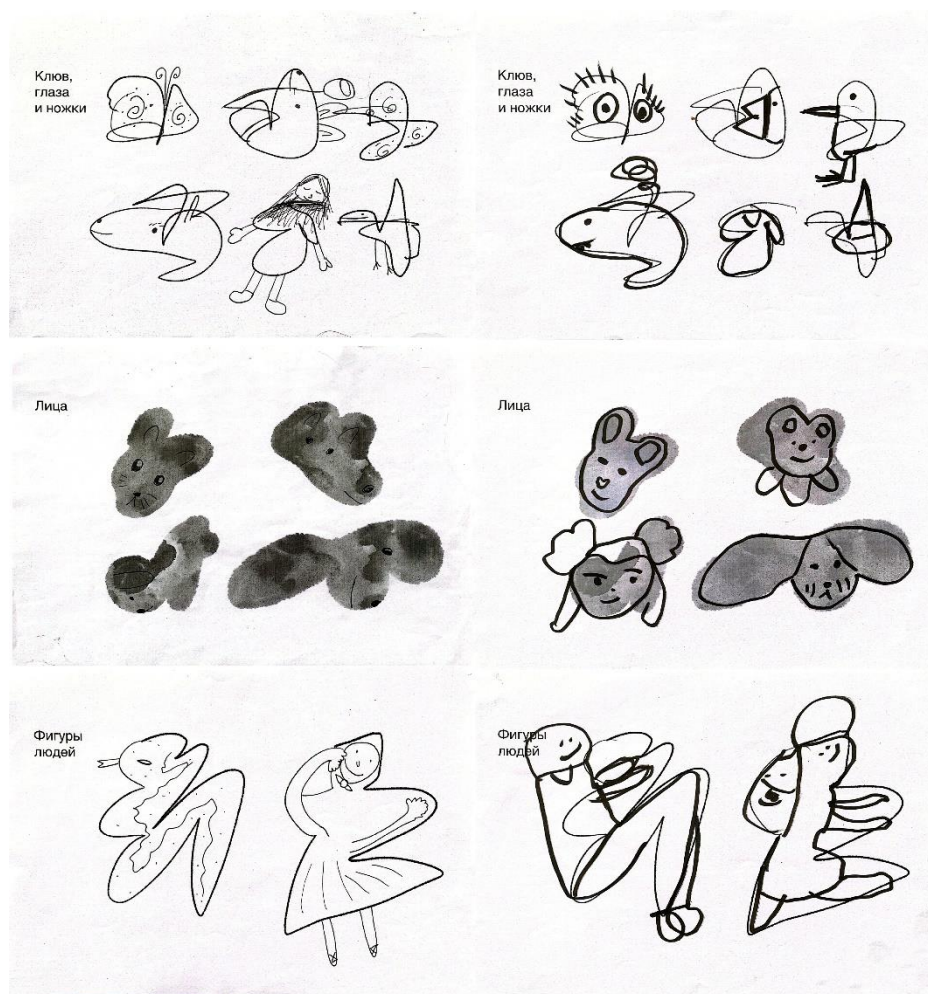 Клюв,
глаза
и ножки
Клюв,
глаза
и ножки
Лица
Лица
Фигуры
людей
Фигуры
людей